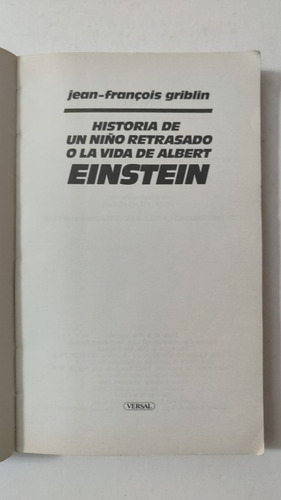 jean-françois griblin
HISTORIA DE
UN NIÑO RETRASADO
O LA VIDA DE ALBERT
EINSTEIN
VERSAL